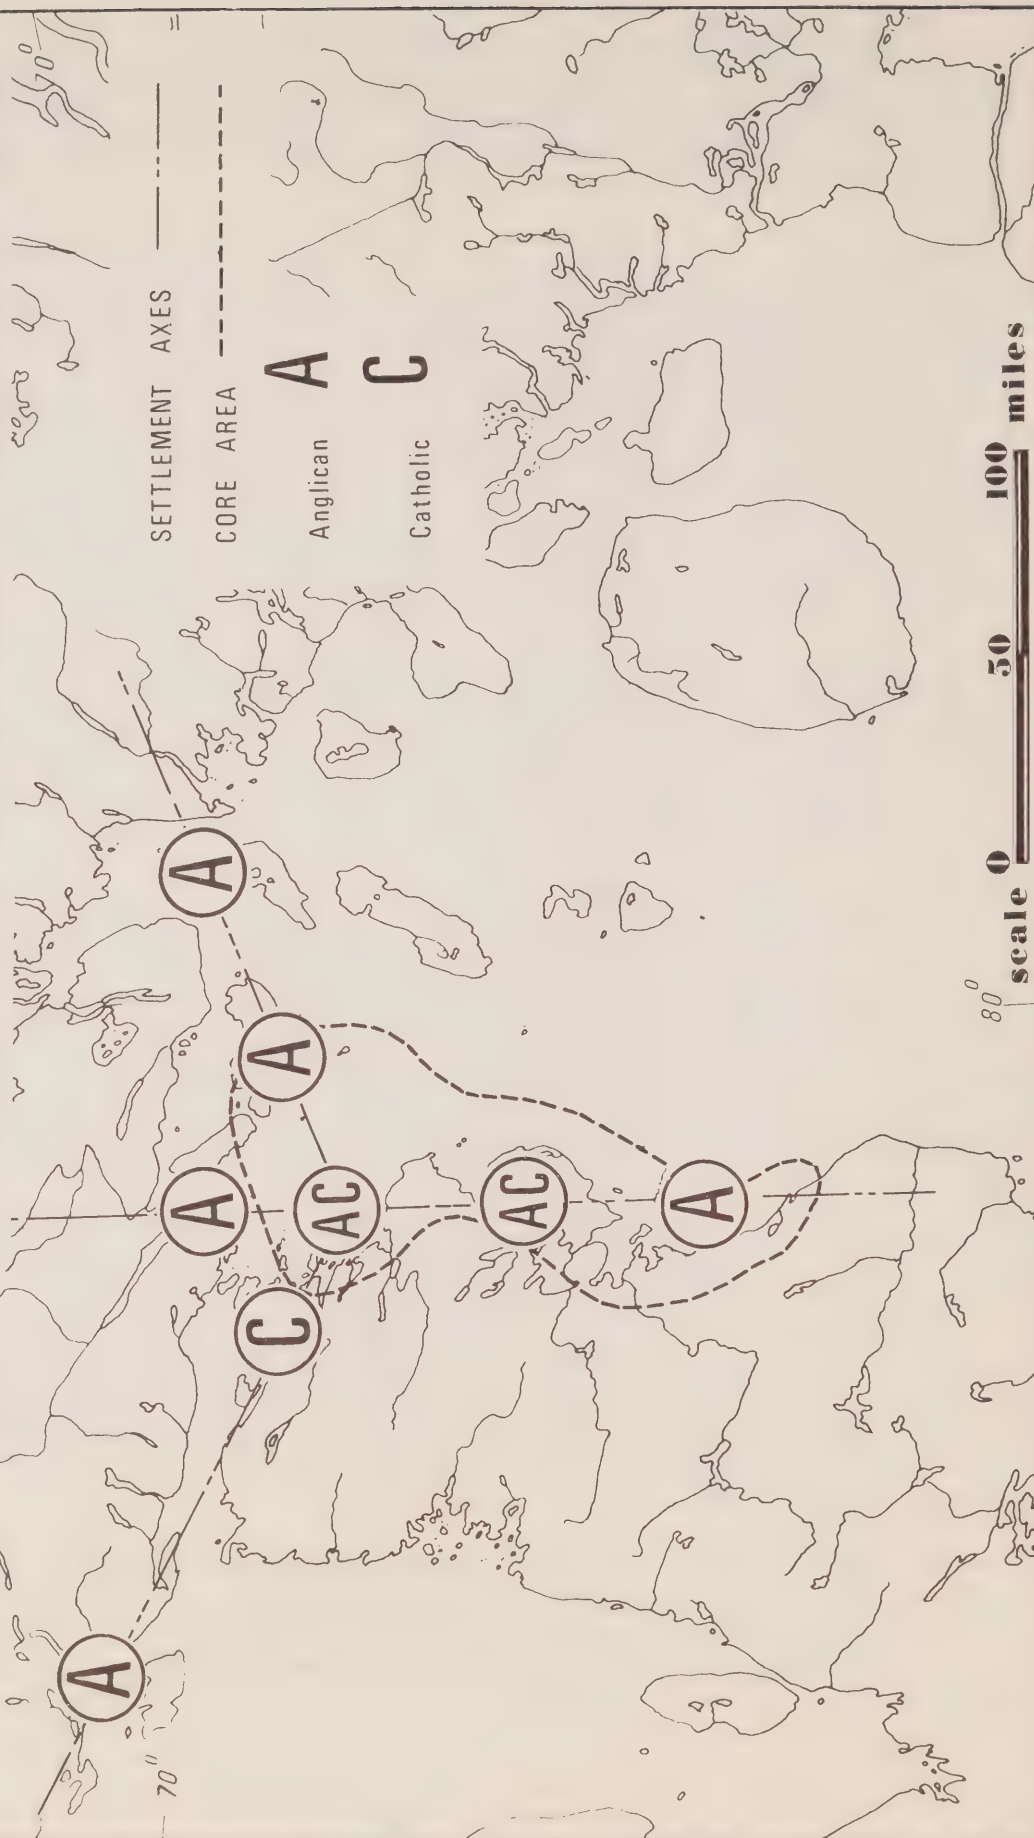 70°
SETTLEMENT AXES
CORE AREA
Anglican A
Catholic C
A
A
A
C
AC
AC
A
A
70°
80°
scale 0 50 100 miles